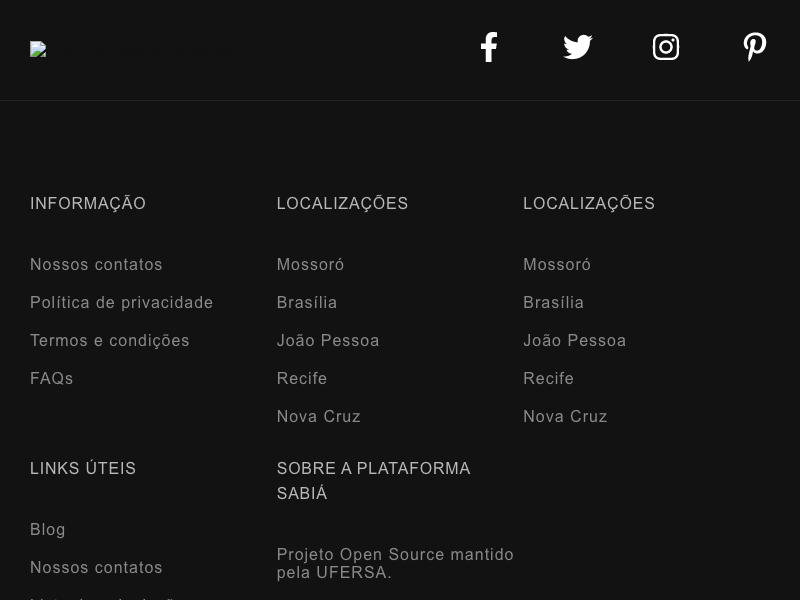 INFORMAÇÃO
Nossos contatos
Política de privacidade
Termos e condições
FAQs
LOCALIZAÇÕES
Mossoró
Brasília
João Pessoa
Recife
Nova Cruz
LOCALIZAÇÕES
Mossoró
Brasília
João Pessoa
Recife
Nova Cruz
LINKS ÚTEIS
Blog
Nossos contatos
SOBRE A PLATAFORMA
SABIÁ
Projeto Open Source mantido
pela UFERSA.